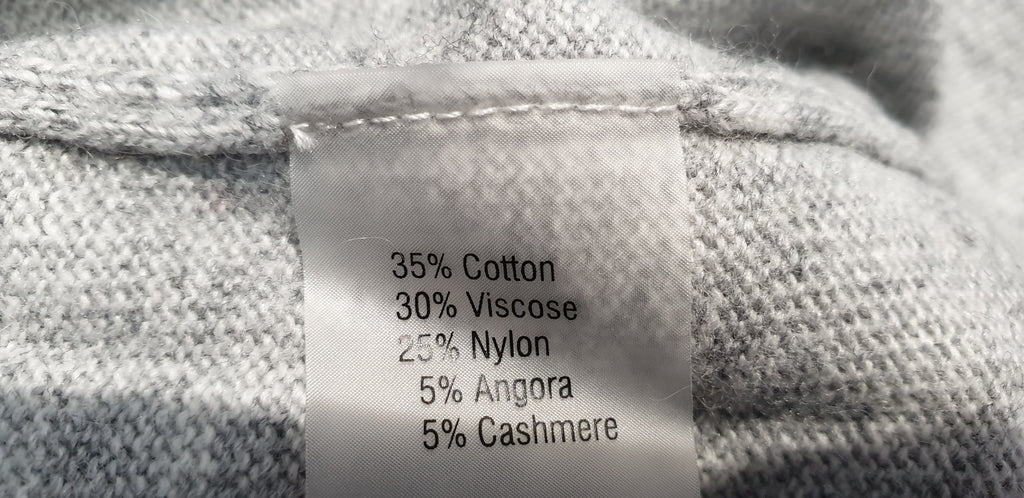 35% Cotton
30% Viscose
25% Nylon
5% Angora
5% Cashmere